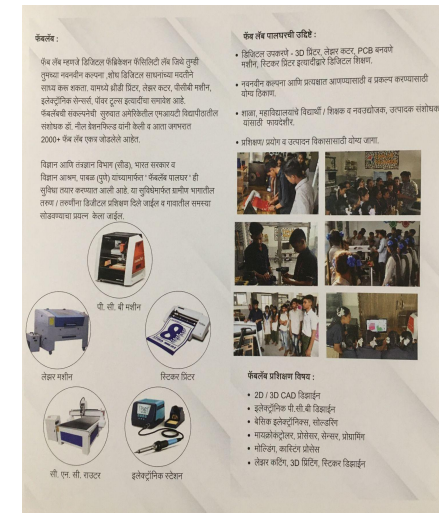 फॅबलॅब :
फॅब लॅब म्हणजे डिजिटल फॅब्रिकेशन फॅसिलिटी लॅब जिथे तुम्ही
तुमच्या नवनवीन कल्पना ,शोध डिजिटल साधनांच्या मदतीने
साध्य करू शकता. यामध्ये थ्रीडी प्रिंटर, लेझर कटर, पीसीबी मशीन,
इलेक्ट्रोनिक सेन्सर्स, पॉवर टूल्स इत्यादींचा समावेश आहे.
फॅबलॅबची संकल्पनेची सुरुवात अमेरिकेतील एमआयटी विद्यापीठातील
संशोधक डॉ. नील ग्रेशनफिल्ड यांनी केली व आता जगभरात
2000+ फॅब लॅब एकत्र जोडलेले आहेत.
विज्ञान आणि तंत्रज्ञान विभाग (सीड), भारत सरकार व
विज्ञान आश्रम, पाबळ (पुणे) यांच्यामार्फत ' फॅबलॅब पालघर ' ही
सुविधा तयार करण्यात आली आहे. या सुविधेमार्फत ग्रामीण भागातील
तरुण / तरुणींना डिजीटल प्रशिक्षण दिले जाईल व गावातील समस्या
सोडवण्याचा प्रयत्न केला जाईल.
पी. सी. बी मशीन
लेझर मशीन
स्टिकर प्रिंटर
सी. एन. सी. राउटर
इलेक्ट्रॉनिक स्टेशन
फॅब लॅब पालघरची उद्दिष्टे :
• डिजिटल उपकरणे - 3D प्रिंटर, लेझर कटर, PCB बनवणे
मशीन, स्टिकर प्रिंटर इत्यादीद्वारे डिजिटल शिक्षण.
• नवनवीन कल्पना आणि प्रत्यक्षात आणण्यासाठी व प्रकल्प करण्यासाठी
योग्य ठिकाण.
• शाळा, महाविद्यालयांचे विद्यार्थी / शिक्षक व नवउद्योजक, उत्पादक संशोधक
यांसाठी फायदेशीर.
• प्रशिक्षण/ प्रयोग व उत्पादन विकासासाठी योग्य जागा.
फॅबलॅब प्रशिक्षण विषय :
• 2D / 3D CAD डिझाईन
• इलेक्ट्रॉनिक पी.सी.बी डिझाईन
• बेसिक इलेक्ट्रॉनिक्स, सोल्डरिंग
• मायक्रोकंट्रोलर, प्रोसेसर, सेन्सर, प्रोग्रामिंग
• मोल्डिंग, कास्टिंग प्रोसेस
• लेझर कटिंग, 3D प्रिंटिंग, स्टिकर डिझाईन